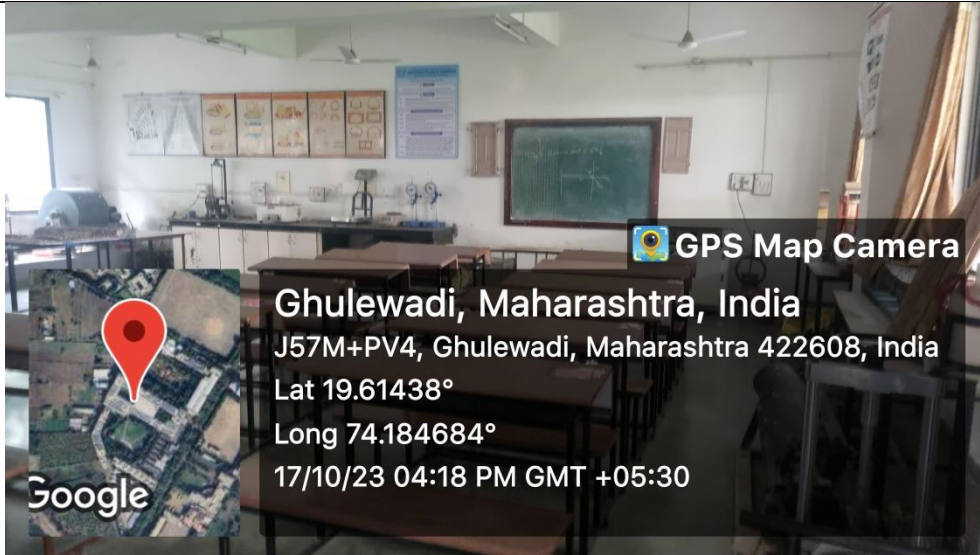 GPS Map Camera
Ghulewadi, Maharashtra, India
J57M+PV4, Ghulewadi, Maharashtra 422608, India
Lat 19.61438°
Long 74.184684°
17/10/23 04:18 PM GMT +05:30
Google